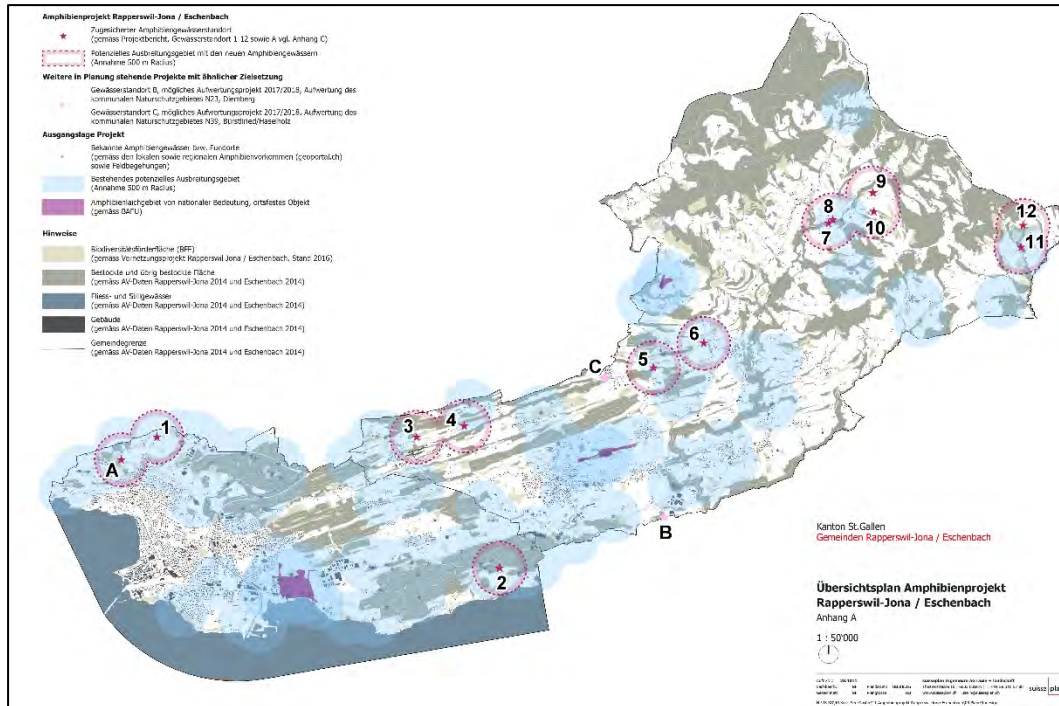 Amphibienprojekt Rapperswil-Jona / Eschenbach
Zugesicherter Amphibiengewässerstandort
(gemäss Projektbericht, Gewässerstandort 1-12 sowie A vgl. Anhang C)
Potenzielles Ausbreitungsgebiet mit den neuen Amphibiengewässern
(Annahme 500 m Radius)
Weitere in Planung stehende Projekte mit ähnlicher Zielsetzung
Gewässerstandort B, mögliches Aufwertungsprojekt 2017/2018, Aufwertung des
kommunalen Naturschutzgebietes N23, Diemberg
Gewässerstandort C, mögliches Aufwertungsprojekt 2017/2018, Aufwertung des
kommunalen Naturschutzgebietes N39, Bürstliried/Haselholz
Ausgangslage Projekt
Bekannte Amphibiengewässer bzw. Fundorte
(gemäss den lokalen sowie regionalen Amphibienvorkommen (geoportal.ch)
sowie Feldbegehungen)
Bestehendes potenzielles Ausbreitungsgebiet
(Annahme 500 m Radius)
Amphibienlaichgebiet von nationaler Bedeutung, ortsfestes Objekt
(gemäss BAFU)
Hinweise
Biodiversitätsförderfläche (BFF)
(gemäss Vernetzungsprojekt Rapperswil Jona / Eschenbach, Stand 2016)
Bestockte und übrig bestockte Fläche
(gemäss AV-Daten Rapperswil-Jona 2014 und Eschenbach 2014)
Fliess- und Stillgewässer
(gemäss AV-Daten Rapperswil-Jona 2014 und Eschenbach 2014)
Gebäude
(gemäss AV-Daten Rapperswil-Jona 2014 und Eschenbach 2014)
Gemeindegrenze
(gemäss AV-Daten Rapperswil-Jona 2014 und Eschenbach 2014)
9
8
10
7
12
11
6
5
C
4
3
1
A
B
2
Kanton St.Gallen
Gemeinden Rapperswil-Jona / Eschenbach
Übersichtsplan Amphibienprojekt
Rapperswil-Jona / Eschenbach
Anhang A
1 : 50'000
suisse plan